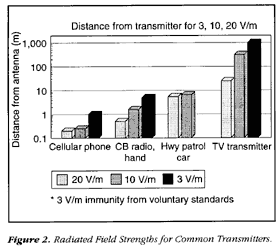 Distance from transmitter for 3, 10, 20 V/m
Distance from antenna (m)
1,000
100
10
1
0.1
Cellular phone
CB radio,
hand
Hwy patrol
car
TV transmitter
20 V/m
10 V/m
3 V/m
* 3 V/m immunity from voluntary standards
Figure 2. Radiated Field Strengths for Common Transmitters.